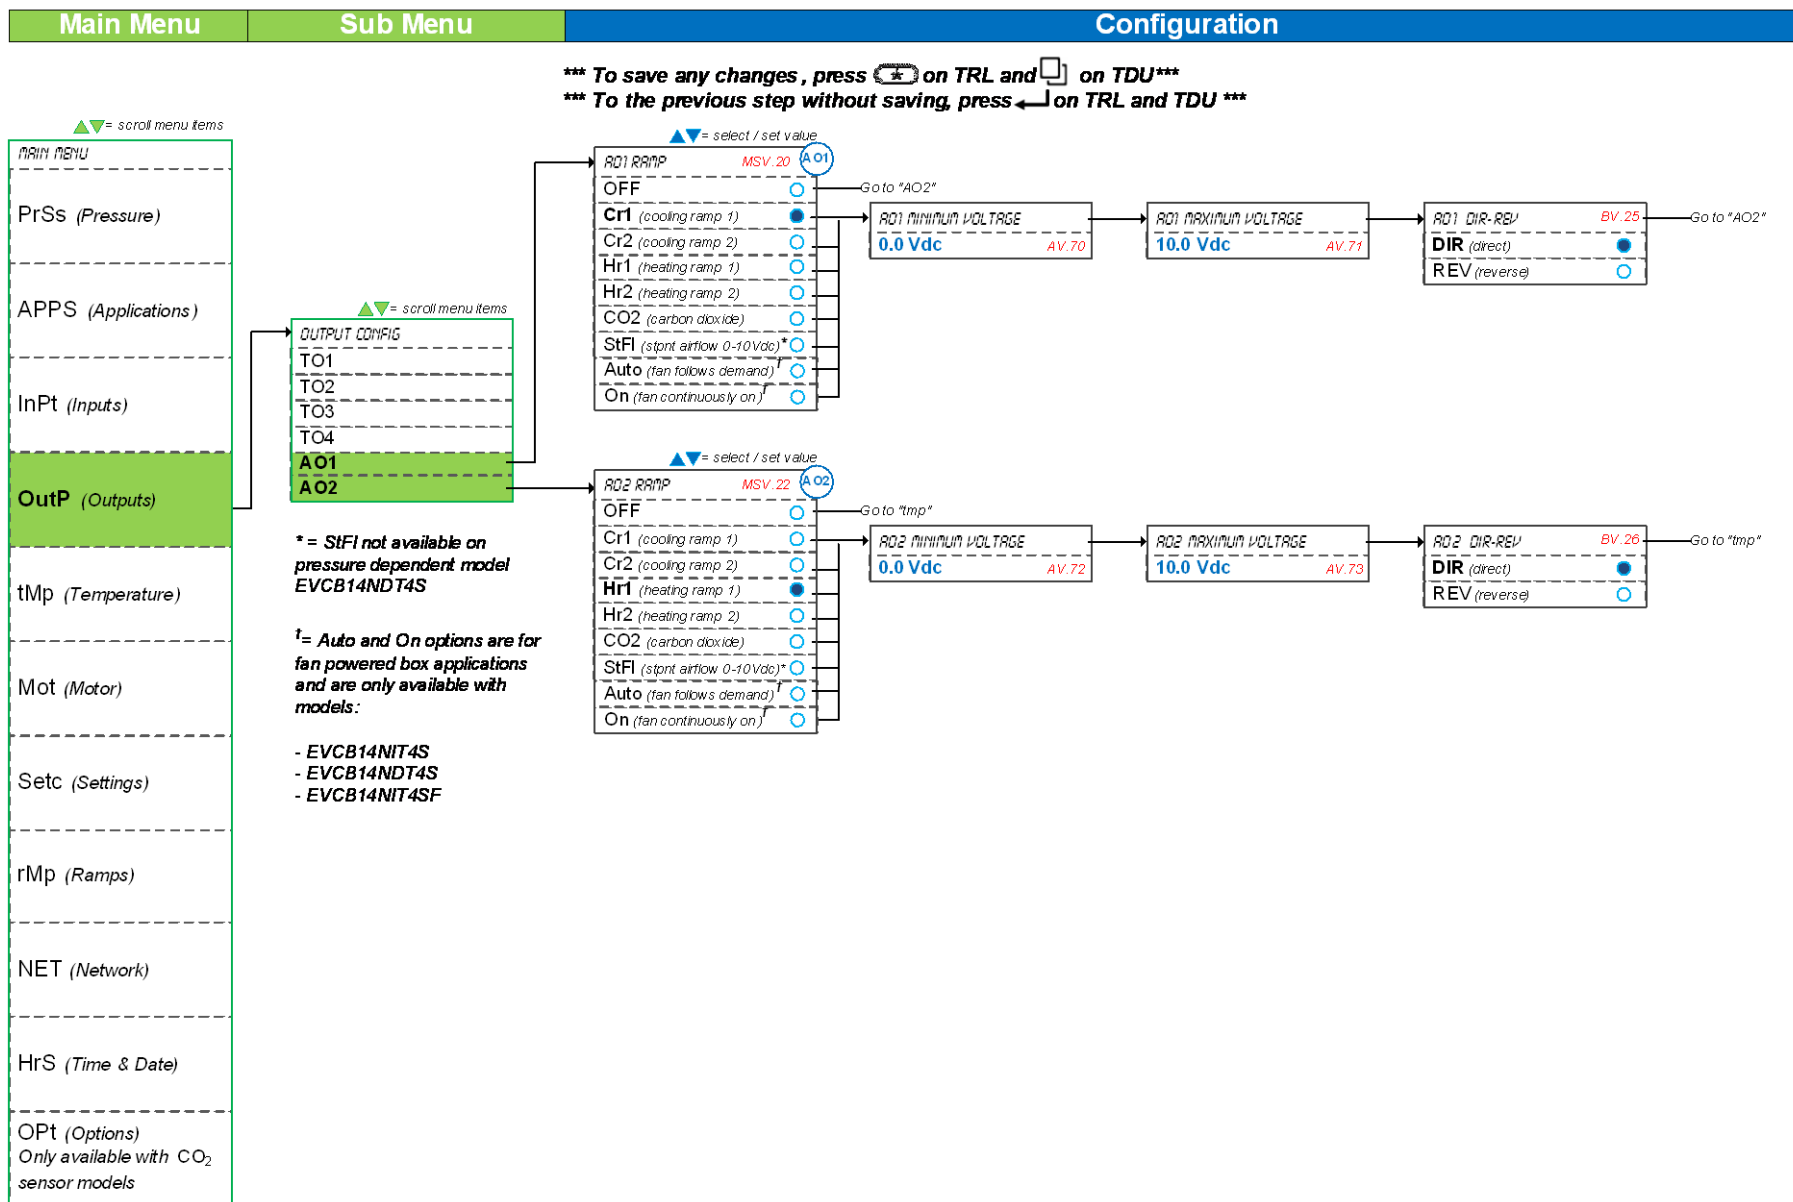 Main Menu
Sub Menu
Configuration
*** To save any changes , press * on TRL and on TDU***
*** To the previous step without saving, press on TRL and TDU ***
= scroll menu items
MAIN MENU
PrSs (Pressure)
APPS (Applications)
InPt (Inputs)
OutP (Outputs)
tMp (Temperature)
Mot (Motor)
Setc (Settings)
rMp (Ramps)
NET (Network)
HrS (Time & Date)
OPt (Options)
Only available with CO₂
sensor models
= scroll menu items
OUTPUT CONFIG
TO1
TO2
TO3
TO4
AO1
AO2
* = StFl not available on
pressure dependent model
EVCB14NDT4S
t= Auto and On options are for
fan powered box applications
and are only available with
models:
- EVCB14NIT4S
- EVCB14NDT4S
- EVCB14NIT4SF
= select / set value
AO1 RAMP MSV.20 AO1
OFF
Go to "AO2"
Cr1 (cooling ramp 1)
Cr2 (cooling ramp 2)
Hr1 (heating ramp 1)
Hr2 (heating ramp 2)
CO2 (carbon dioxide)
StFl (stpnt airflow 0-10Vdc)*
Auto (fan follows demand) t
On (fan continuously on) t
AO1 MINIMUM VOLTAGE
0.0 Vdc AV.70
AO1 MAXIMUM VOLTAGE
10.0 Vdc AV.71
AO1 DIR-REV BV.25
DIR (direct)
REV (reverse)
Go to "AO2"
= select / set value
AO2 RAMP MSV.22 AO2
OFF
Go to "tmp"
Cr1 (cooling ramp 1)
Cr2 (cooling ramp 2)
Hr1 (heating ramp 1)
Hr2 (heating ramp 2)
CO2 (carbon dioxide)
StFl (stpnt airflow 0-10Vdc)*
Auto (fan follows demand) t
On (fan continuously on) t
AO2 MINIMUM VOLTAGE
0.0 Vdc AV.72
AO2 MAXIMUM VOLTAGE
10.0 Vdc AV.73
AO2 DIR-REV BV.26
DIR (direct)
REV (reverse)
Go to "tmp"